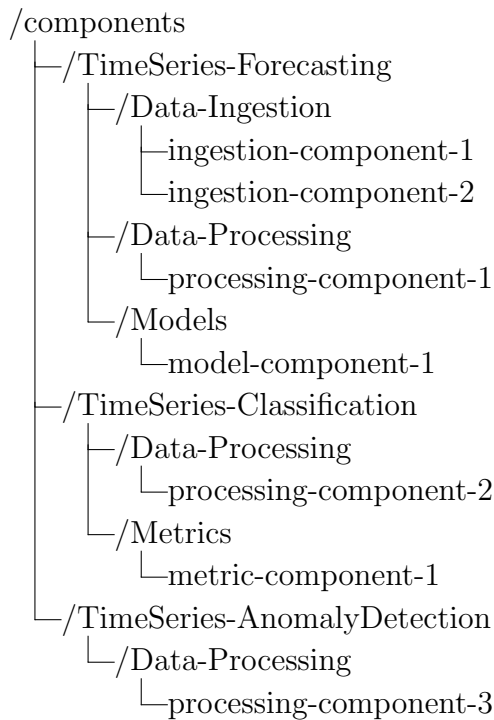 /components
/TimeSeries-Forecasting
/Data-Ingestion
ingestion-component-1
ingestion-component-2
/Data-Processing
processing-component-1
/Models
model-component-1
/TimeSeries-Classification
/Data-Processing
processing-component-2
/Metrics
metric-component-1
/TimeSeries-AnomalyDetection
/Data-Processing
processing-component-3